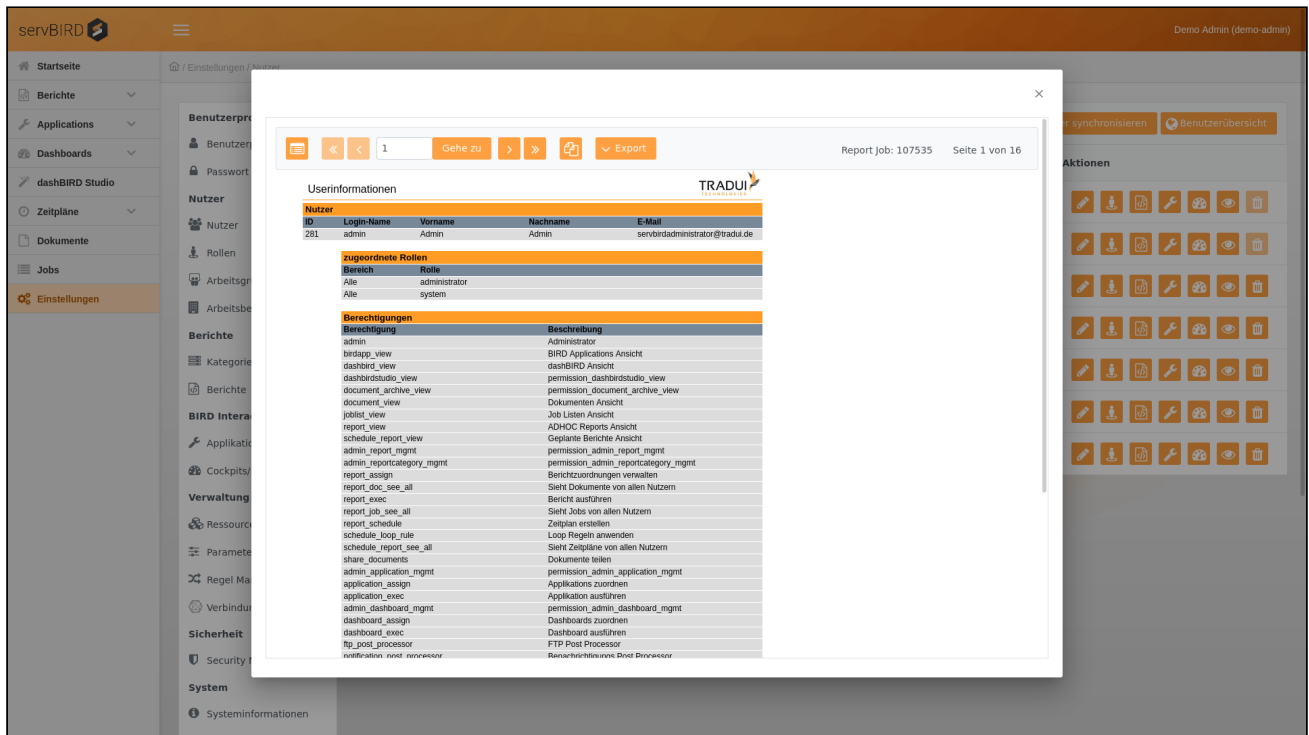 servBIRD
Demo Admin (demo-admin)
Startseite
Berichte
Applications
Dashboards
dashBIRD Studio
Zeitpläne
Dokumente
Jobs
Einstellungen
/ Einstellungen / Nutzer
Benutzerpro
Benutzerp
Passwort
Nutzer
Nutzer
Rollen
Arbeitsgr
Arbeitsbe
Berichte
Kategorie
Berichte
BIRD Intera
Applikatio
Cockpits/
Verwaltung
Ressource
Paramete
Regel Ma
Verbindu
Sicherheit
Security
System
Systeminformationen
r synchronisieren
Benutzerübersicht
Aktionen
×
1
Gehe zu
Export
Report Job: 107535 Seite 1 von 16
Userinformationen
TRADUI
TECHNOLOGIES
Nutzer
ID Login-Name Vorname Nachname E-Mail
281 admin Admin Admin servbirdadministrator@tradui.de
zugeordnete Rollen
Bereich Rolle
Alle administrator
Alle system
Berechtigungen
Berechtigung Beschreibung
admin Administrator
birdapp_view BIRD Applications Ansicht
dashbird_view dashBIRD Ansicht
dashbirdstudio_view permission_dashbirdstudio_view
document_archive_view permission_document_archive_view
document_view Dokumenten Ansicht
joblist_view Job Listen Ansicht
report_view ADHOC Reports Ansicht
schedule_report_view Geplante Berichte Ansicht
admin_report_mgmt permission_admin_report_mgmt
admin_reportcategory_mgmt permission_admin_reportcategory_mgmt
report_assign Berichtzuordnungen verwalten
report_doc_see_all Sieht Dokumente von allen Nutzern
report_exec Bericht ausführen
report_job_see_all Sieht Jobs von allen Nutzern
report_schedule Zeitplan erstellen
schedule_loop_rule Loop Regeln anwenden
schedule_report_see_all Sieht Zeitpläne von allen Nutzern
share_documents Dokumente teilen
admin_application_mgmt permission_admin_application_mgmt
application_assign Applikations zuordnen
application_exec Applikation ausführen
admin_dashboard_mgmt permission_admin_dashboard_mgmt
dashboard_assign Dashboards zuordnen
dashboard_exec Dashboard ausführen
ftp_post_processor FTP Post Processor
notification_post_processor Benachrichtigungs Post Processor